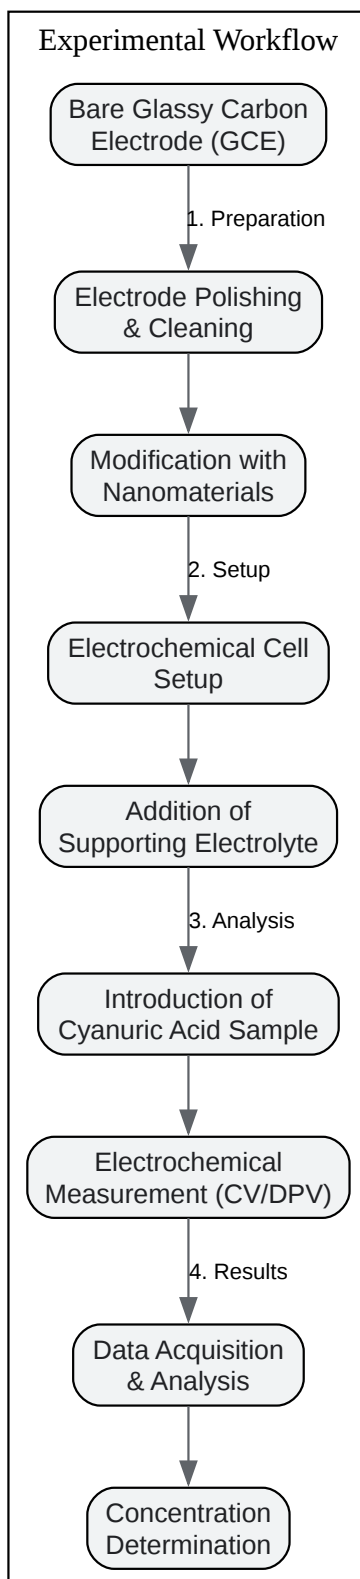 Experimental Workflow
Bare Glassy Carbon
Electrode (GCE)
1. Preparation
Electrode Polishing
& Cleaning
Modification with
Nanomaterials
2. Setup
Electrochemical Cell
Setup
Addition of
Supporting Electrolyte
3. Analysis
Introduction of
Cyanuric Acid Sample
Electrochemical
Measurement (CV/DPV)
4. Results
Data Acquisition
& Analysis
Concentration
Determination